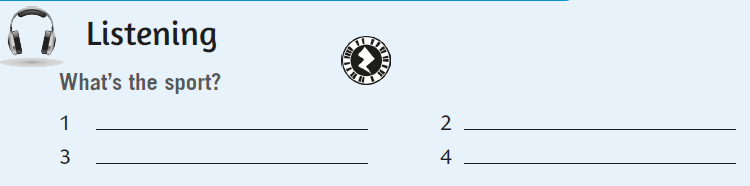 Listening
What's the sport?
1 2
3 4